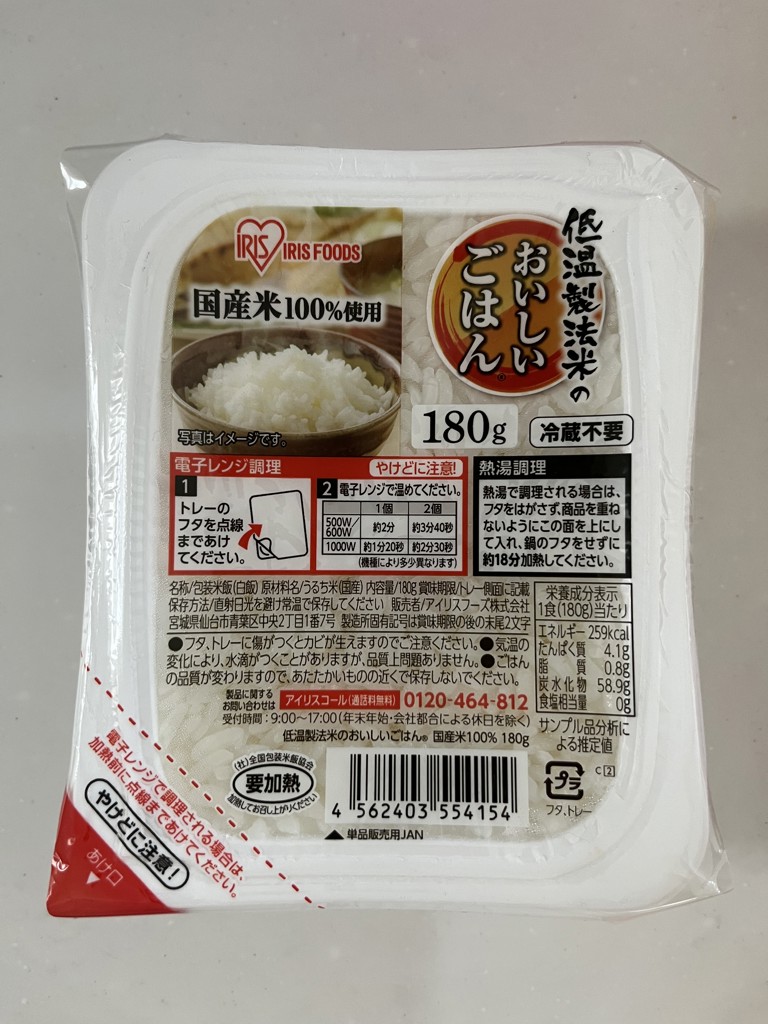 IRIS IRIS FOODS
国産米100%使用
写真はイメージです。
低温製法米の
おいしい
ごはん®
180g
冷蔵不要
電子レンジ調理
やけどに注意!
1
トレーの
フタを点線
まであけ
てください。
2 電子レンジで温めてください。
1個 2個
500W/600W 約2分 約3分40秒
1000W 約1分20秒 約2分30秒
(機種により多少異なります)
熱湯調理
熱湯で調理される場合は、
フタをはがさず、商品を重ね
ないようにこの面を上にし
て入れ、鍋のフタをせずに
約18分加熱してください。
名称/包装米飯(白飯) 原材料名/うるち米(国産) 内容量/180g 賞味期限/トレー側面に記載
保存方法/直射日光を避け常温で保存してください 販売者/アイリスフーズ株式会社
宮城県仙台市青葉区中央2丁目1番7号 製造所固有記号は賞味期限の後の末尾2文字
●フタ、トレーに傷がつくとカビが生えますのでご注意ください。●気温の
変化により、水滴がつくことがありますが、品質上問題ありません。●ごはん
の品質が変わりますので、あたたかいものの近くで保存しないでください。
製品に関する
お問い合わせは
アイリスコール(通話料無料) 0120-464-812
受付時間:9:00〜17:00(年末年始・会社都合による休日を除く)
低温製法米のおいしいごはん® 国産米100% 180g
栄養成分表示
1食(180g)当たり
エネルギー 259kcal
たんぱく質 4.1g
脂質 0.8g
炭水化物 58.9g
食塩相当量 0g
サンプル品分析に
よる推定値
(社)全国包装米飯協会
要加熱
加熱してお召し上がりください
4 562403 554154
▲単品販売用JAN
プラ
C 2
フタ、トレー
電子レンジで調理される場合は、
加熱前に点線まであけてください。
やけどに注意!
あけ口